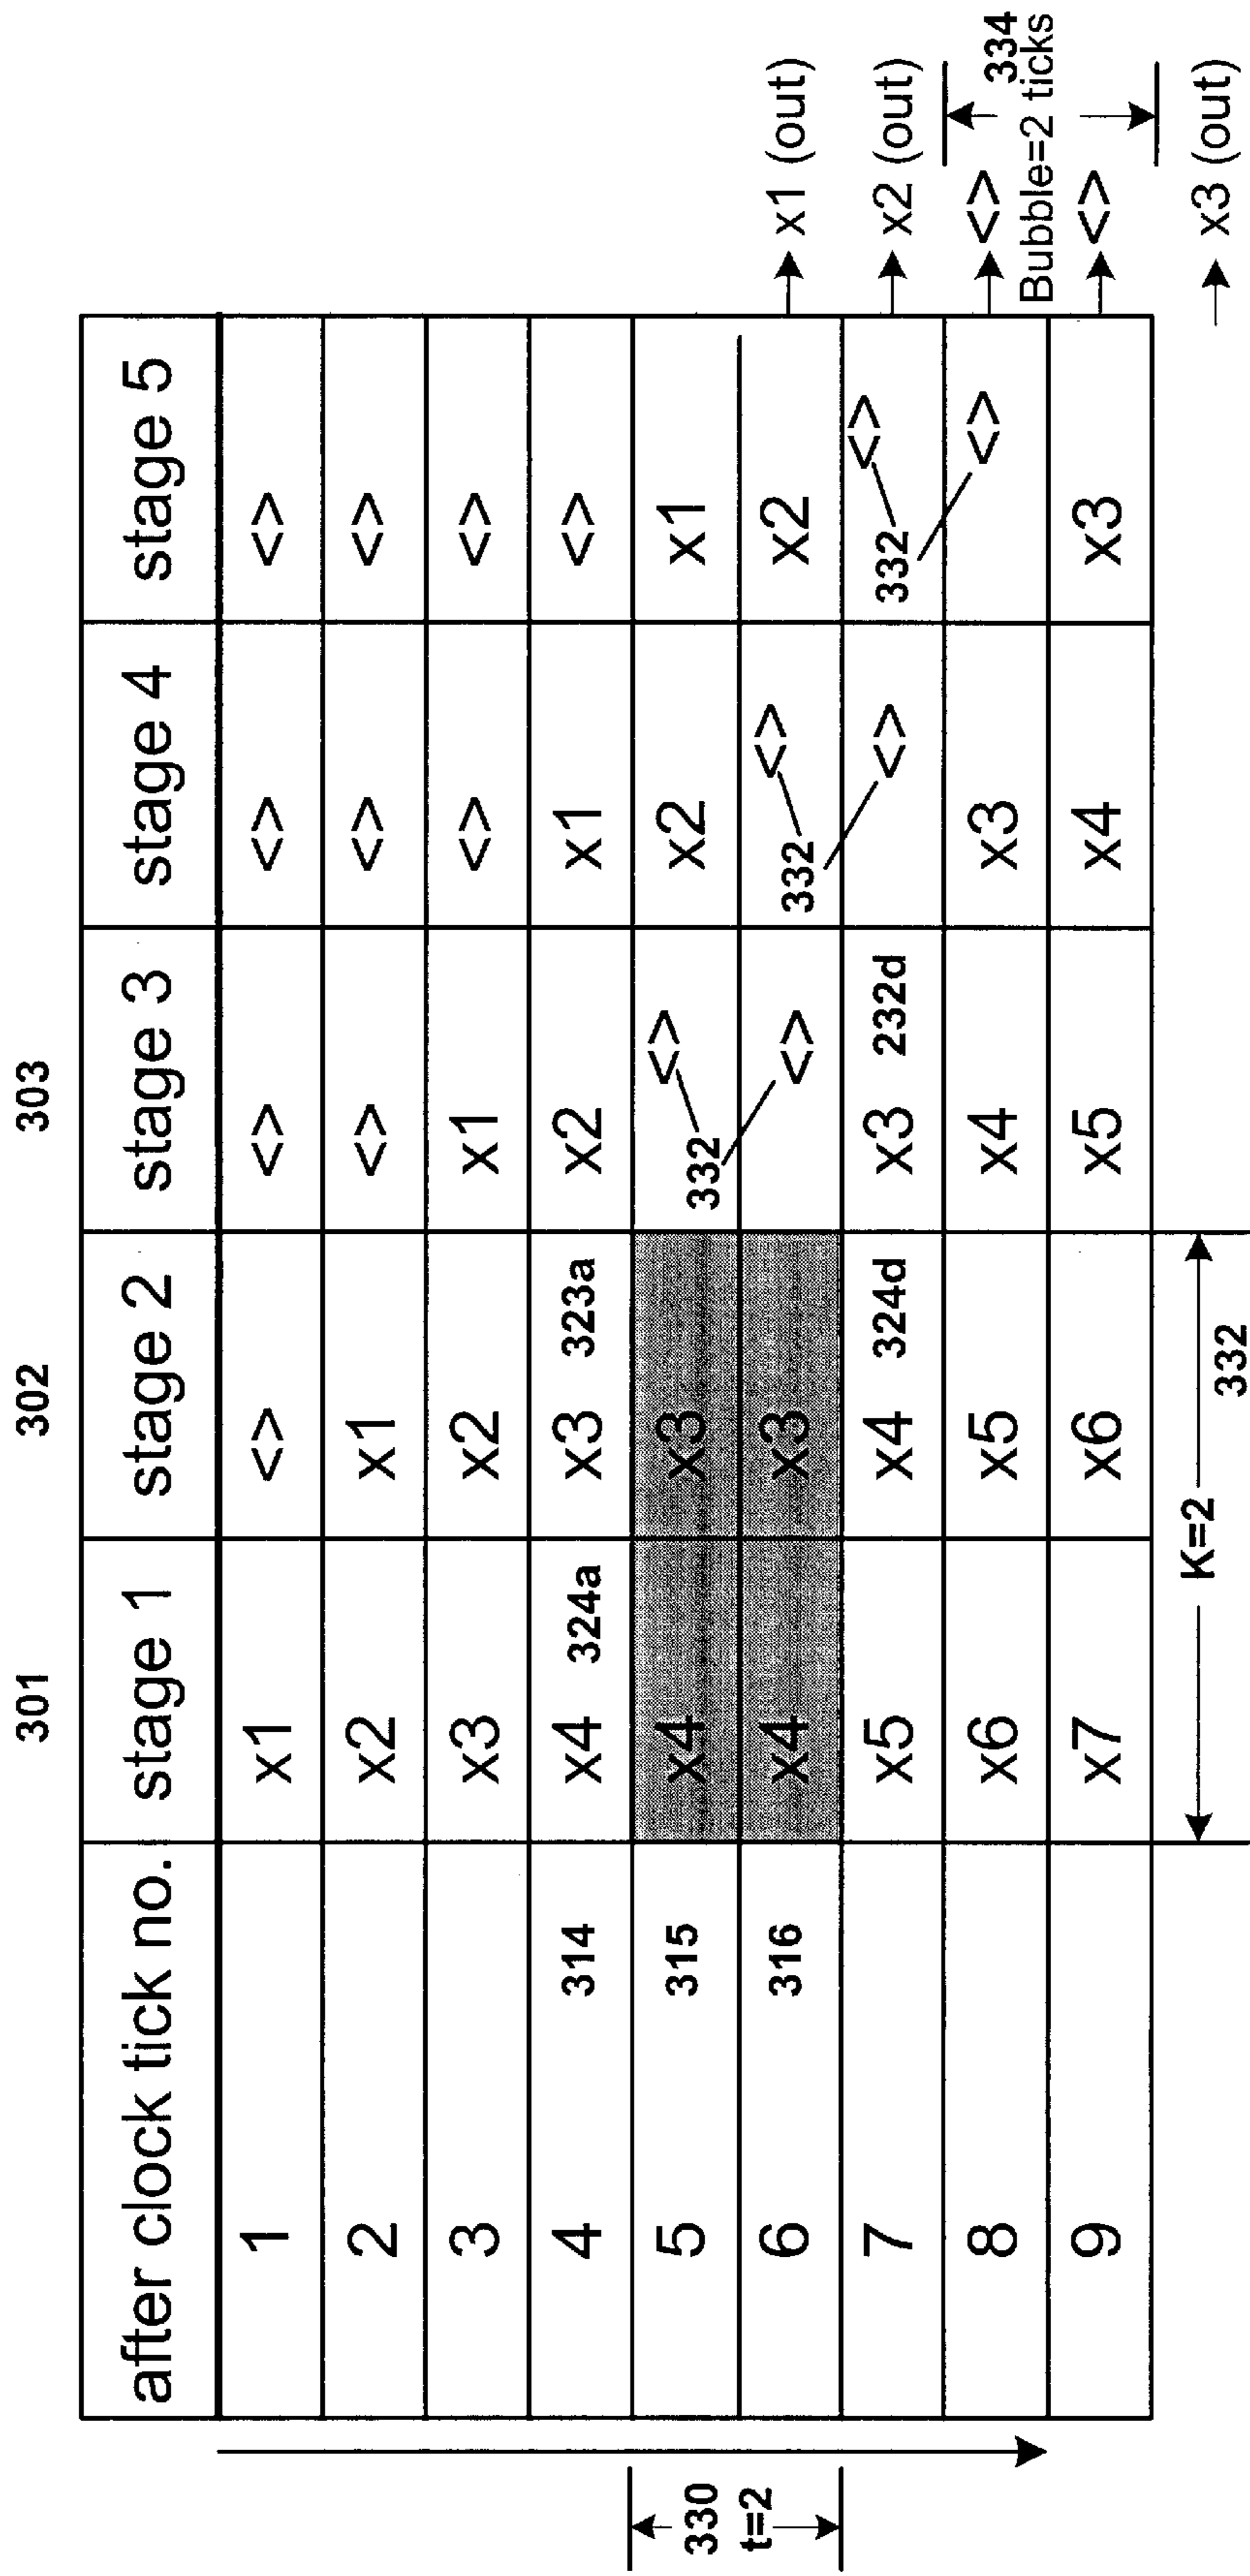 301 302 303
after clock tick no. stage 1 stage 2 stage 3 stage 4 stage 5
1 x1 <> <> <> <>
2 x2 x1 <> <> <>
3 x3 x2 x1 <> <>
4 314 x4 324a x3 323a x2 x1 <>
5 315 x4 x3 332 <> x2 x1
6 316 x4 x3 <> 332 <> x2 x1 (out)
7 x5 x4 324d x3 232d <> 332 <> x2 (out)
8 x6 x5 x4 x3 <> <>
9 x7 x6 x5 x4 x3 <>
330
t=2
334
Bubble=2 ticks
x3 (out)
K=2
332